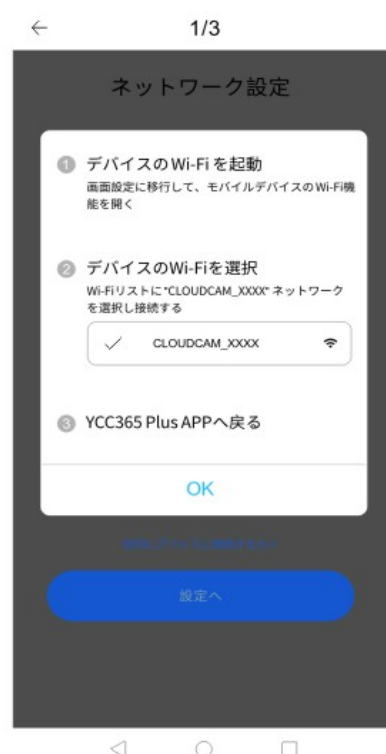 1/3
ネットワーク設定
1 デバイスのWi-Fi を起動
画面設定に移行して、モバイルデバイスのWi-Fi機
能を開く
2 デバイスのWi-Fiを選択
Wi-Fiリストに"CLOUDCAM_XXXX" ネットワーク
を選択し接続する
CLOUDCAM_XXXX
3 YCC365 Plus APPへ戻る
OK
設定へ